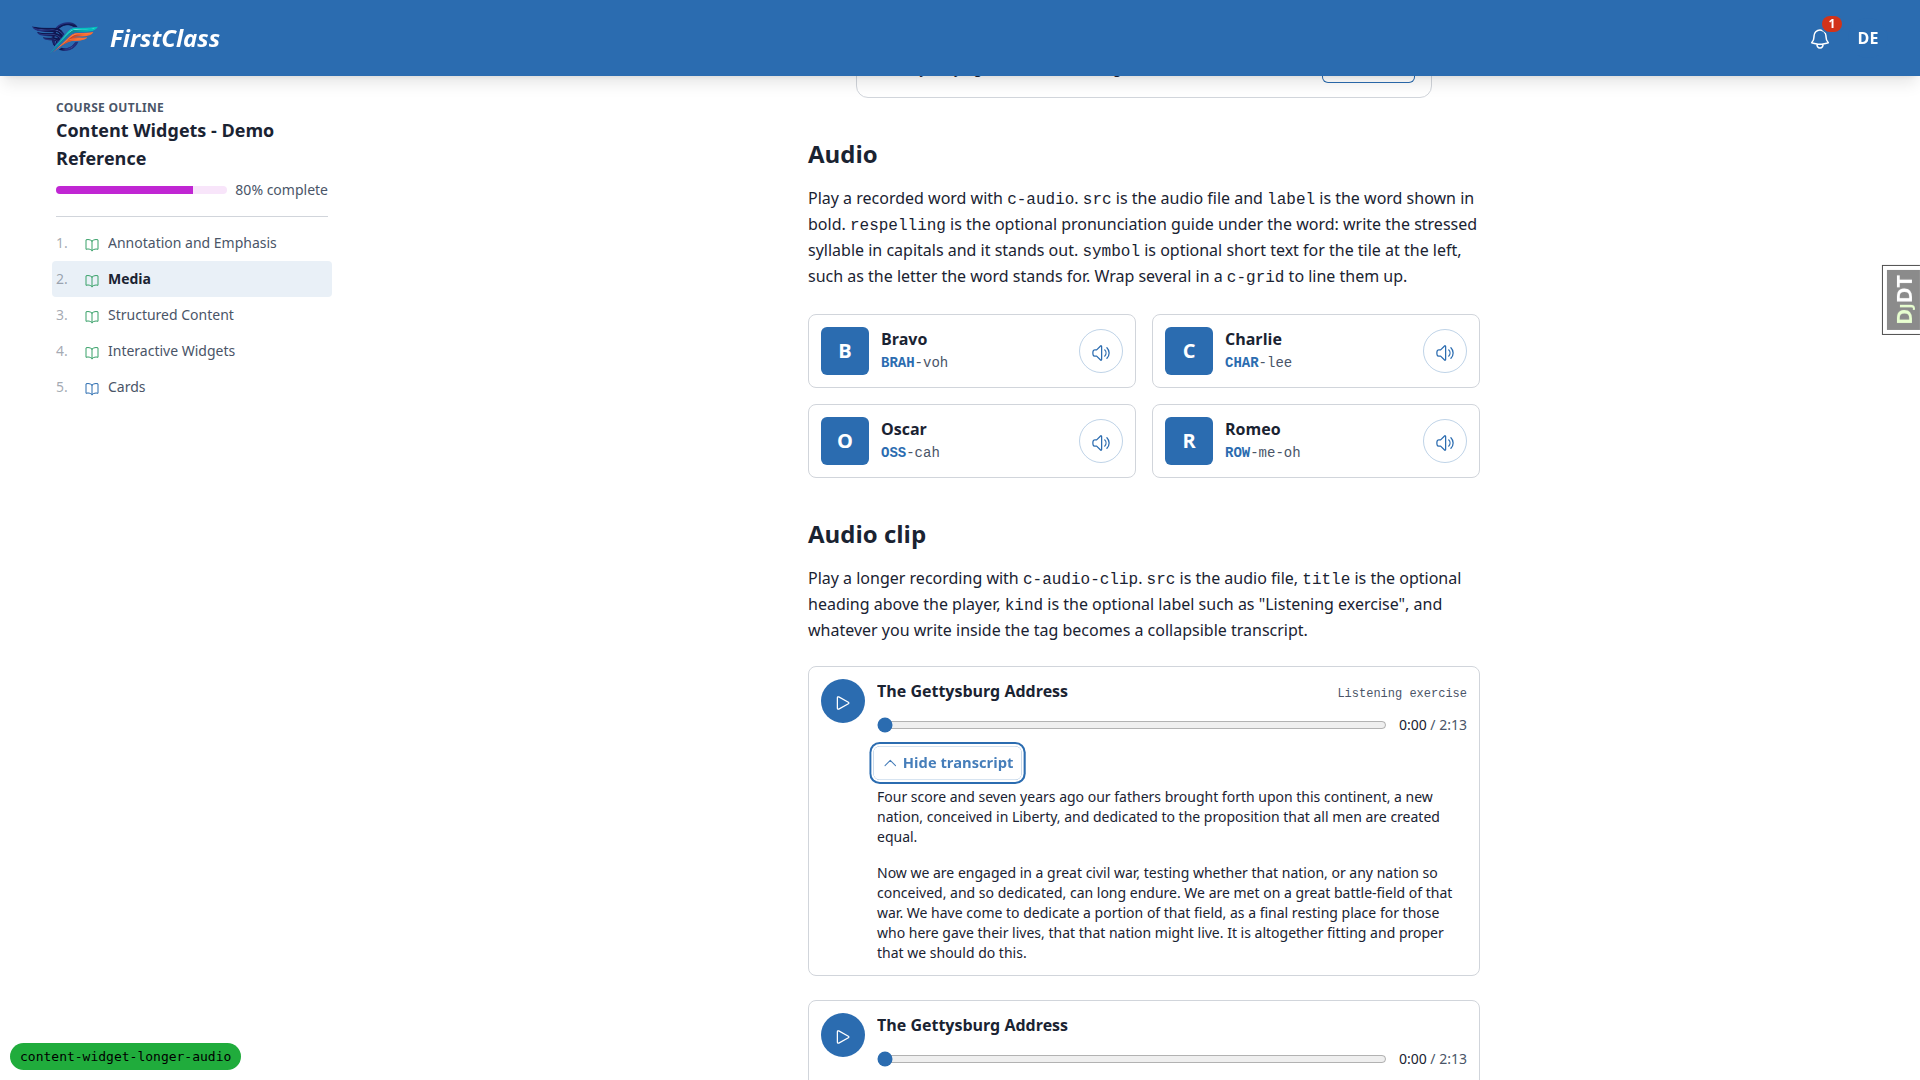 FirstClass
1
DE
COURSE OUTLINE
Content Widgets - Demo
Reference
80% complete
1. Annotation and Emphasis
2. Media
3. Structured Content
4. Interactive Widgets
5. Cards
Audio
Play a recorded word with c-audio. src is the audio file and label is the word shown in
bold. respelling is the optional pronunciation guide under the word: write the stressed
syllable in capitals and it stands out. symbol is optional short text for the tile at the left,
such as the letter the word stands for. Wrap several in a c-grid to line them up.
B Bravo
BRAH-voh
C Charlie
CHAR-lee
O Oscar
OSS-cah
R Romeo
ROW-me-oh
DJDT
Audio clip
Play a longer recording with c-audio-clip. src is the audio file, title is the optional
heading above the player, kind is the optional label such as "Listening exercise", and
whatever you write inside the tag becomes a collapsible transcript.
The Gettysburg Address
Listening exercise
0:00 / 2:13
Hide transcript
Four score and seven years ago our fathers brought forth upon this continent, a new
nation, conceived in Liberty, and dedicated to the proposition that all men are created
equal.
Now we are engaged in a great civil war, testing whether that nation, or any nation so
conceived, and so dedicated, can long endure. We are met on a great battle-field of that
war. We have come to dedicate a portion of that field, as a final resting place for those
who here gave their lives, that that nation might live. It is altogether fitting and proper
that we should do this.
The Gettysburg Address
0:00 / 2:13
content-widget-longer-audio